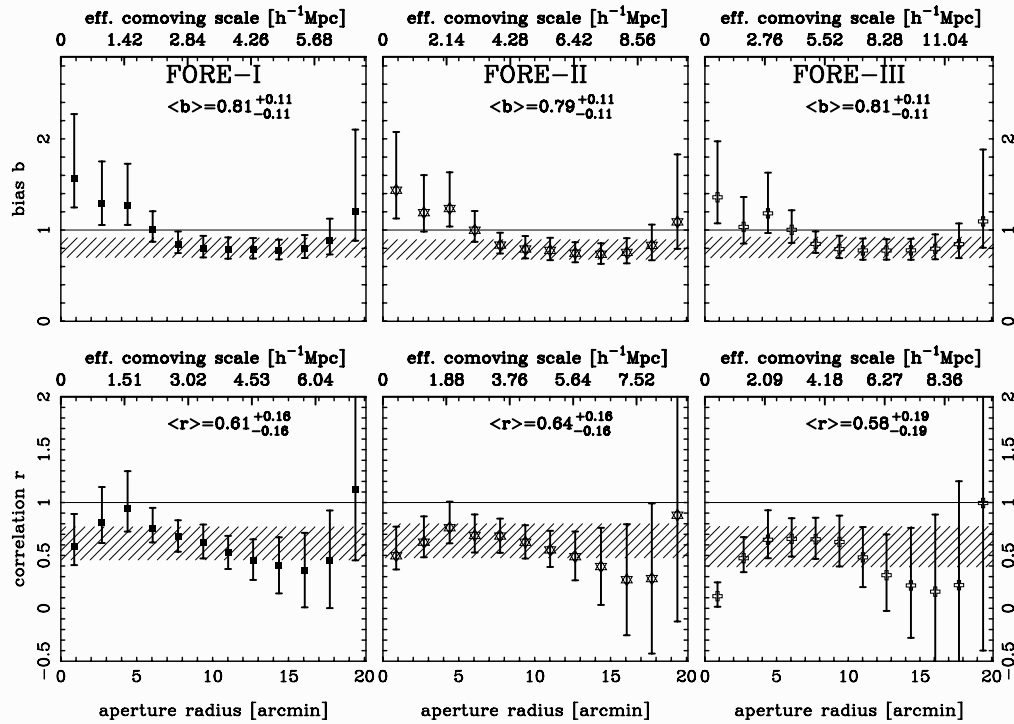 eff. comoving scale [h⁻¹Mpc] eff. comoving scale [h⁻¹Mpc] eff. comoving scale [h⁻¹Mpc]
0 1.42 2.84 4.26 5.68 0 2.14 4.28 6.42 8.56 0 2.76 5.52 8.28 11.04
FORE-I FORE-II FORE-III
<b>=0.81+0.11−0.11 <b>=0.79+0.11−0.11 <b>=0.81+0.11−0.11
bias b
2 2
1 1
0 0
eff. comoving scale [h⁻¹Mpc] eff. comoving scale [h⁻¹Mpc] eff. comoving scale [h⁻¹Mpc]
0 1.51 3.02 4.53 6.04 0 1.88 3.76 5.64 7.52 0 2.09 4.18 6.27 8.36
<r>=0.61+0.16−0.16 <r>=0.64+0.16−0.16 <r>=0.58+0.19−0.19
correlation r
2 2
1.5 1.5
1 1
0.5 0.5
0 0
−0.5 −0.5
0 5 10 15 20 0 5 10 15 20 0 5 10 15 20
aperture radius [arcmin] aperture radius [arcmin] aperture radius [arcmin]